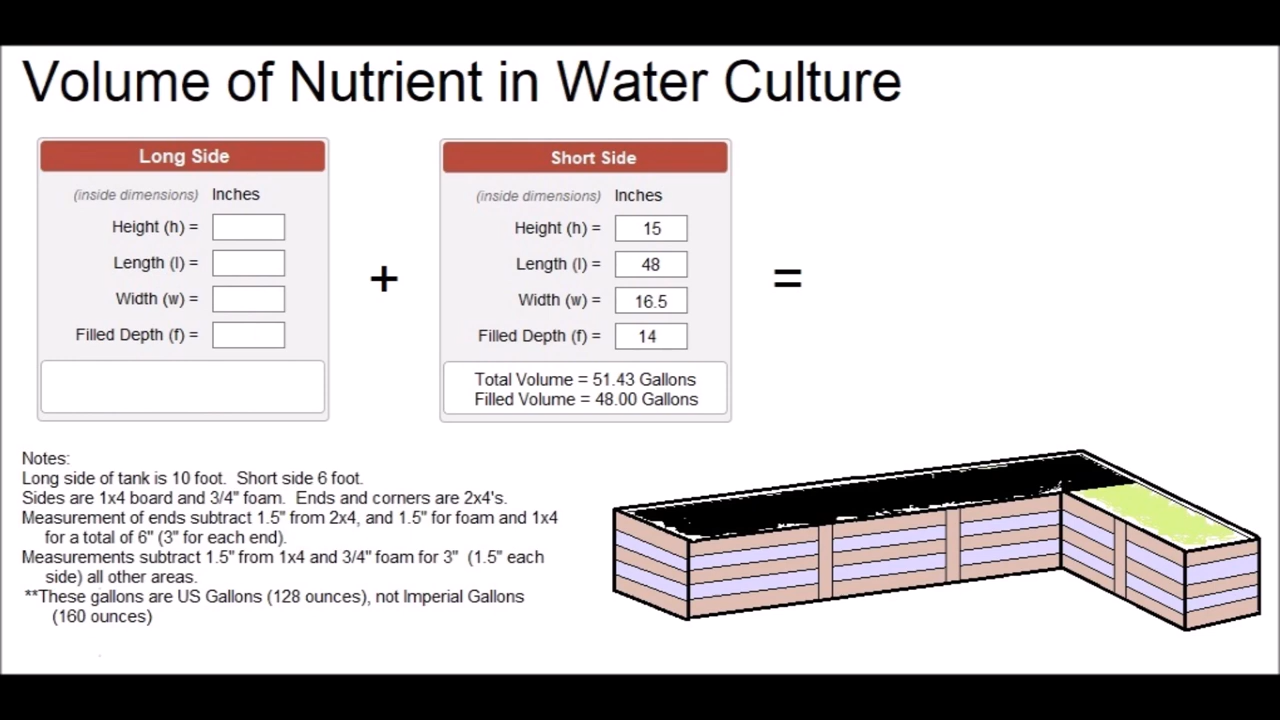 Volume of Nutrient in Water Culture
Long Side
(inside dimensions) Inches
Height (h) =
Length (l) =
Width (w) =
Filled Depth (f) =
+
Short Side
(inside dimensions) Inches
Height (h) = 15
Length (l) = 48
Width (w) = 16.5
Filled Depth (f) = 14
Total Volume = 51.43 Gallons
Filled Volume = 48.00 Gallons
=
Notes:
Long side of tank is 10 foot. Short side 6 foot.
Sides are 1x4 board and 3/4" foam. Ends and corners are 2x4's.
Measurement of ends subtract 1.5" from 2x4, and 1.5" for foam and 1x4
for a total of 6" (3" for each end).
Measurements subtract 1.5" from 1x4 and 3/4" foam for 3" (1.5" each
side) all other areas.
**These gallons are US Gallons (128 ounces), not Imperial Gallons
(160 ounces)